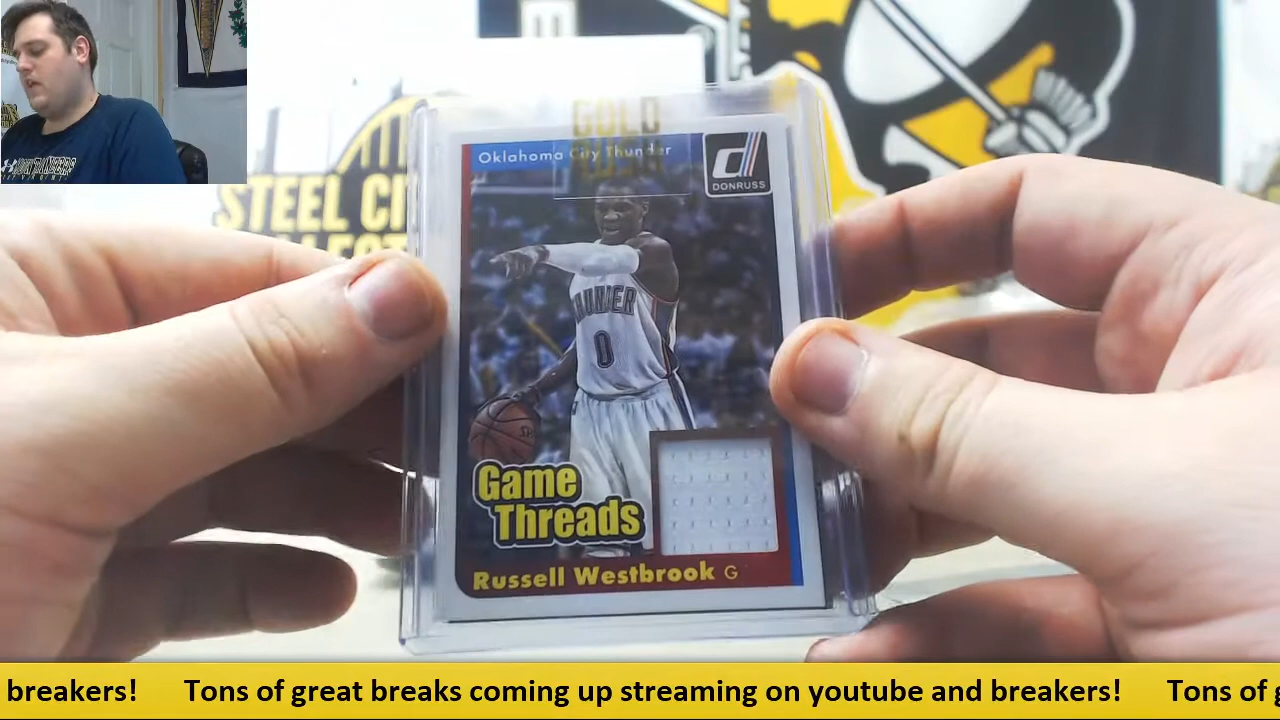 GOLD
Oklahoma City Thunder
DONRUSS
STEEL CI
THUNDER
0
Game
Threads
Russell Westbrook G
breakers! Tons of great breaks coming up streaming on youtube and breakers! Tons of g